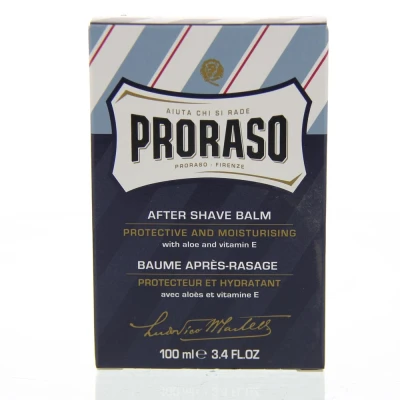 AIUTA CHI SI RADE
PRORASO
PRORASO - FIRENZE
AFTER SHAVE BALM
PROTECTIVE AND MOISTURISING
with aloe and vitamin E
BAUME APRÈS-RASAGE
PROTECTEUR ET HYDRATANT
avec aloès et vitamine E
Ludovico Martelli
100 ml ℮ 3.4 FL.OZ